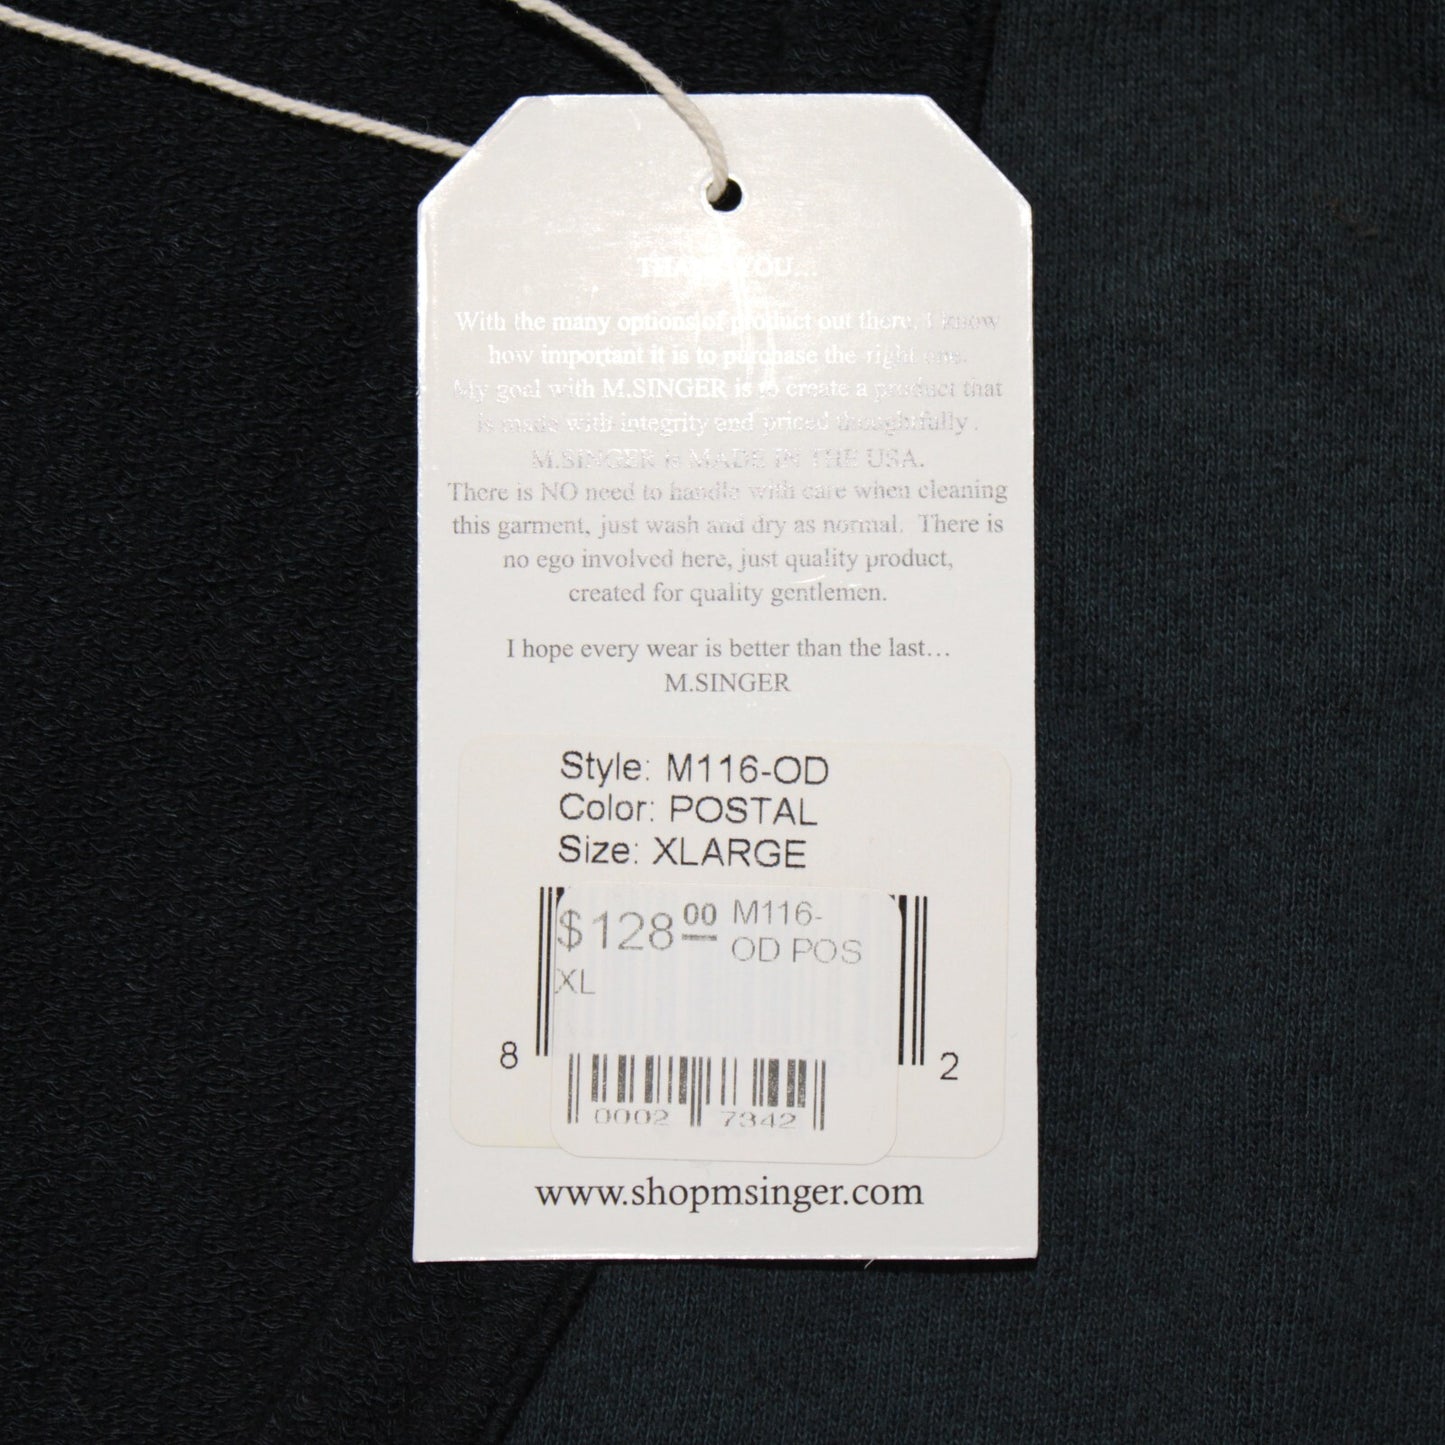 THANK YOU...
With the many options of product out there, I know
how important it is to purchase the right one.
My goal with M.SINGER is to create a product that
is made with integrity and priced thoughtfully.
M.SINGER is MADE IN THE USA.
There is NO need to handle with care when cleaning
this garment, just wash and dry as normal. There is
no ego involved here, just quality product,
created for quality gentlemen.
I hope every wear is better than the last...
M.SINGER
Style: M116-OD
Color: POSTAL
Size: XLARGE
$128.00 M116-
OD POS
XL
8 2
0002 7342
www.shopmsinger.com